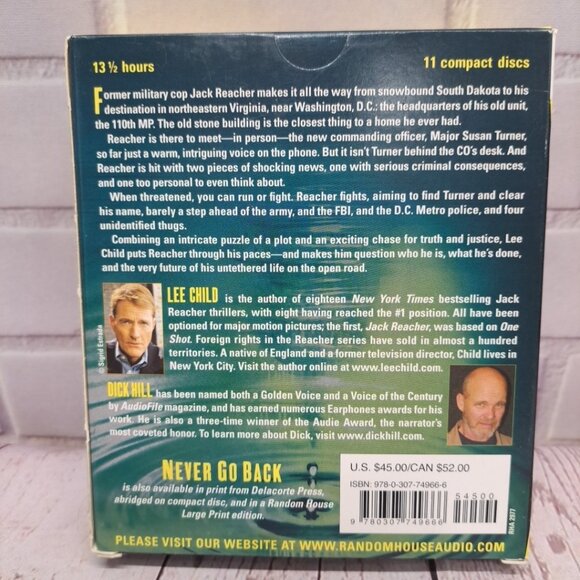 13 ½ hours
11 compact discs
Former military cop Jack Reacher makes it all the way from snowbound South Dakota to his
destination in northeastern Virginia, near Washington, D.C.: the headquarters of his old unit,
the 110th MP. The old stone building is the closest thing to a home he ever had.
Reacher is there to meet—in person—the new commanding officer, Major Susan Turner,
so far just a warm, intriguing voice on the phone. But it isn't Turner behind the CO's desk. And
Reacher is hit with two pieces of shocking news, one with serious criminal consequences,
and one too personal to even think about.
When threatened, you can run or fight. Reacher fights, aiming to find Turner and clear
his name, barely a step ahead of the army, and the FBI, and the D.C. Metro police, and four
unidentified thugs.
Combining an intricate puzzle of a plot and an exciting chase for truth and justice, Lee
Child puts Reacher through his paces—and makes him question who he is, what he's done,
and the very future of his untethered life on the open road.
LEE CHILD is the author of eighteen New York Times bestselling Jack
Reacher thrillers, with eight having reached the #1 position. All have been
optioned for major motion pictures; the first, Jack Reacher, was based on One
Shot. Foreign rights in the Reacher series have sold in almost a hundred
territories. A native of England and a former television director, Child lives in
New York City. Visit the author online at www.leechild.com.
© Sigrid Estrada
DICK HILL has been named both a Golden Voice and a Voice of the Century
by AudioFile magazine, and has earned numerous Earphones awards for his
work. He is also a three-time winner of the Audio Award, the narrator's
most coveted honor. To learn more about Dick, visit www.dickhill.com.
NEVER GO BACK
is also available in print from Delacorte Press,
abridged on compact disc, and in a Random House
Large Print edition.
U.S. $45.00/CAN $52.00
ISBN: 978-0-307-74966-6
54500
9 780307 749666
RHA 2977
PLEASE VISIT OUR WEBSITE AT WWW.RANDOMHOUSEAUDIO.COM